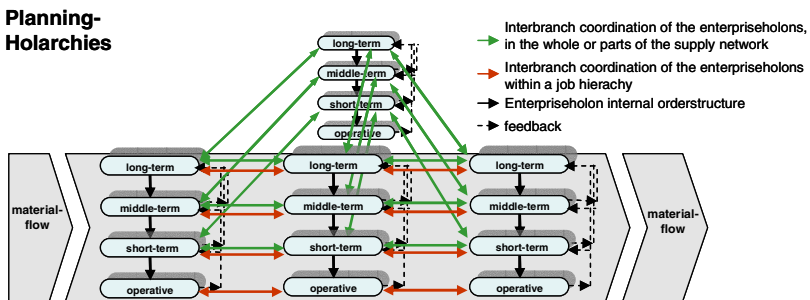 Planning-
Holarchies
Interbranch coordination of the enterpriseholons,
in the whole or parts of the supply network
Interbranch coordination of the enterpriseholons
within a job hierachy
Enterpriseholon internal orderstructure
feedback
long-term
middle-term
short-term
operative
material-
flow
long-term
middle-term
short-term
operative
long-term
middle-term
short-term
operative
long-term
middle-term
short-term
operative
material-
flow